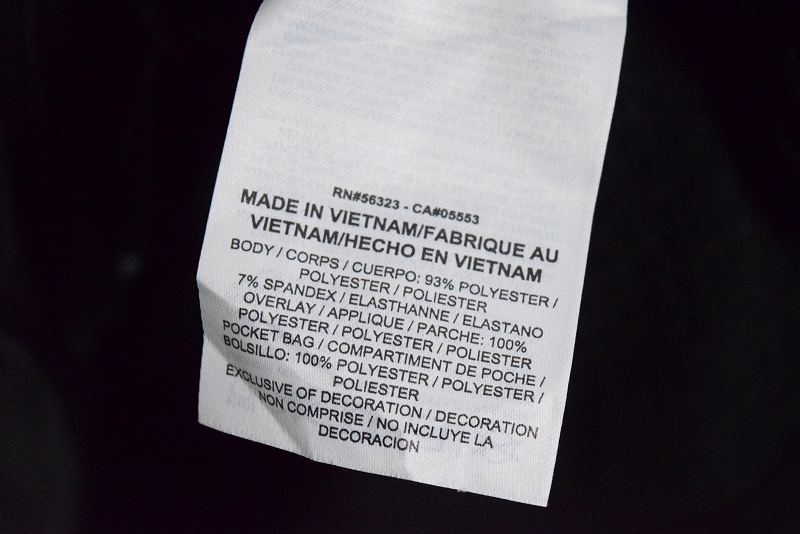 RN#56323 - CA#05553
MADE IN VIETNAM/FABRIQUE AU
VIETNAM/HECHO EN VIETNAM
BODY / CORPS / CUERPO: 93% POLYESTER /
POLYESTER / POLIESTER
7% SPANDEX / ELASTHANNE / ELASTANO
OVERLAY / APPLIQUE / PARCHE: 100%
POLYESTER / POLYESTER / POLIESTER
POCKET BAG / COMPARTIMENT DE POCHE /
BOLSILLO: 100% POLYESTER / POLYESTER /
POLIESTER
EXCLUSIVE OF DECORATION / DECORATION
NON COMPRISE / NO INCLUYE LA
DECORACION